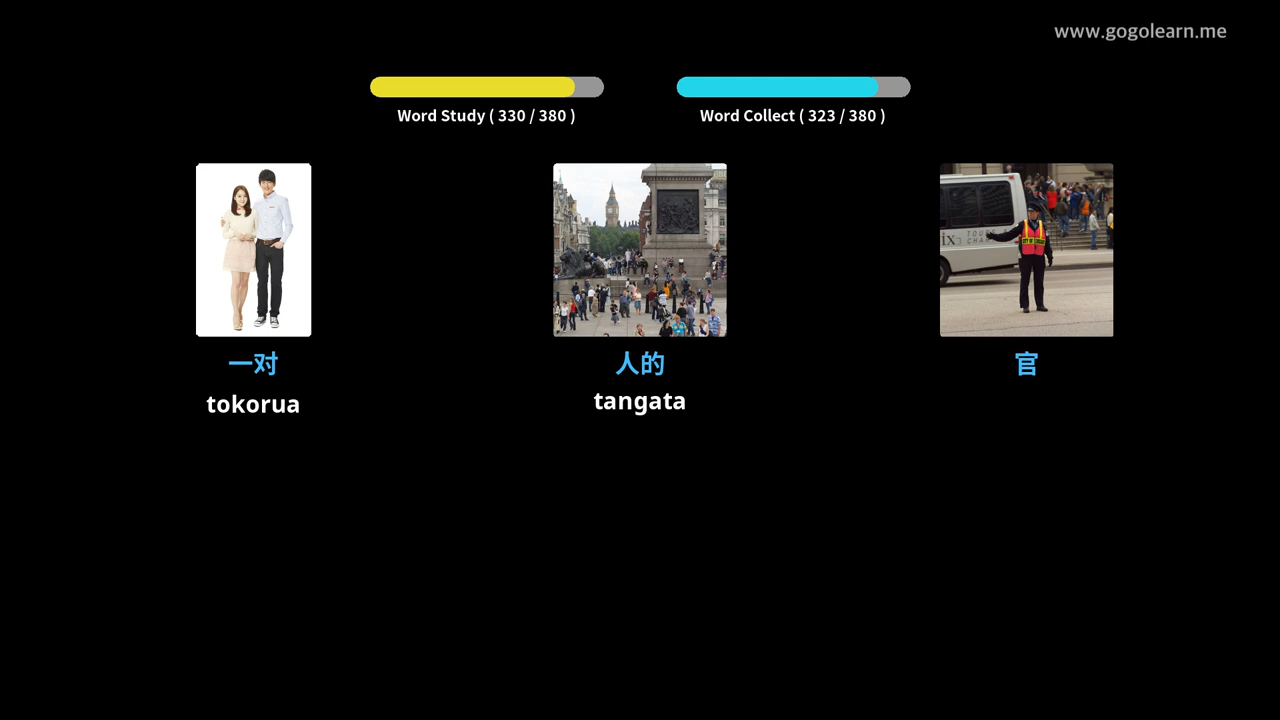 www.gogolearn.me
Word Study ( 330 / 380 )
Word Collect ( 323 / 380 )
一对
人的
官
tokorua
tangata